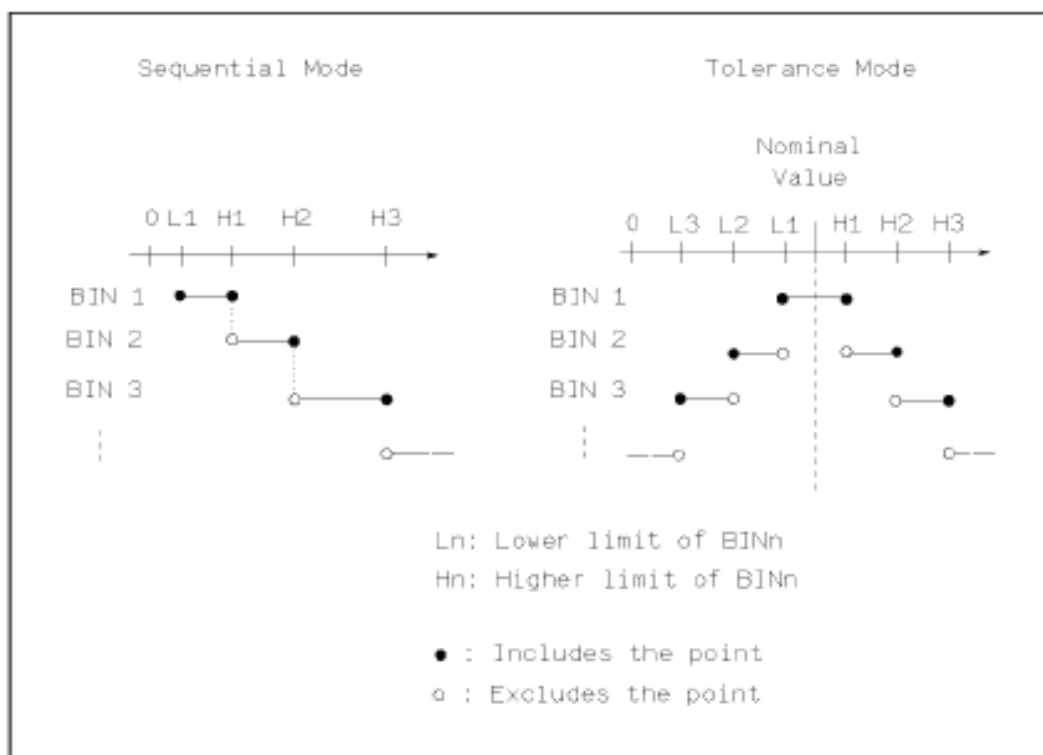 Sequential Mode
Tolerance Mode
Nominal
Value
0 L1 H1 H2 H3
0 L3 L2 L1 H1 H2 H3
BIN 1
BIN 2
BIN 3
BIN 1
BIN 2
BIN 3
Ln: Lower limit of BINn
Hn: Higher limit of BINn
● : Includes the point
○ : Excludes the point